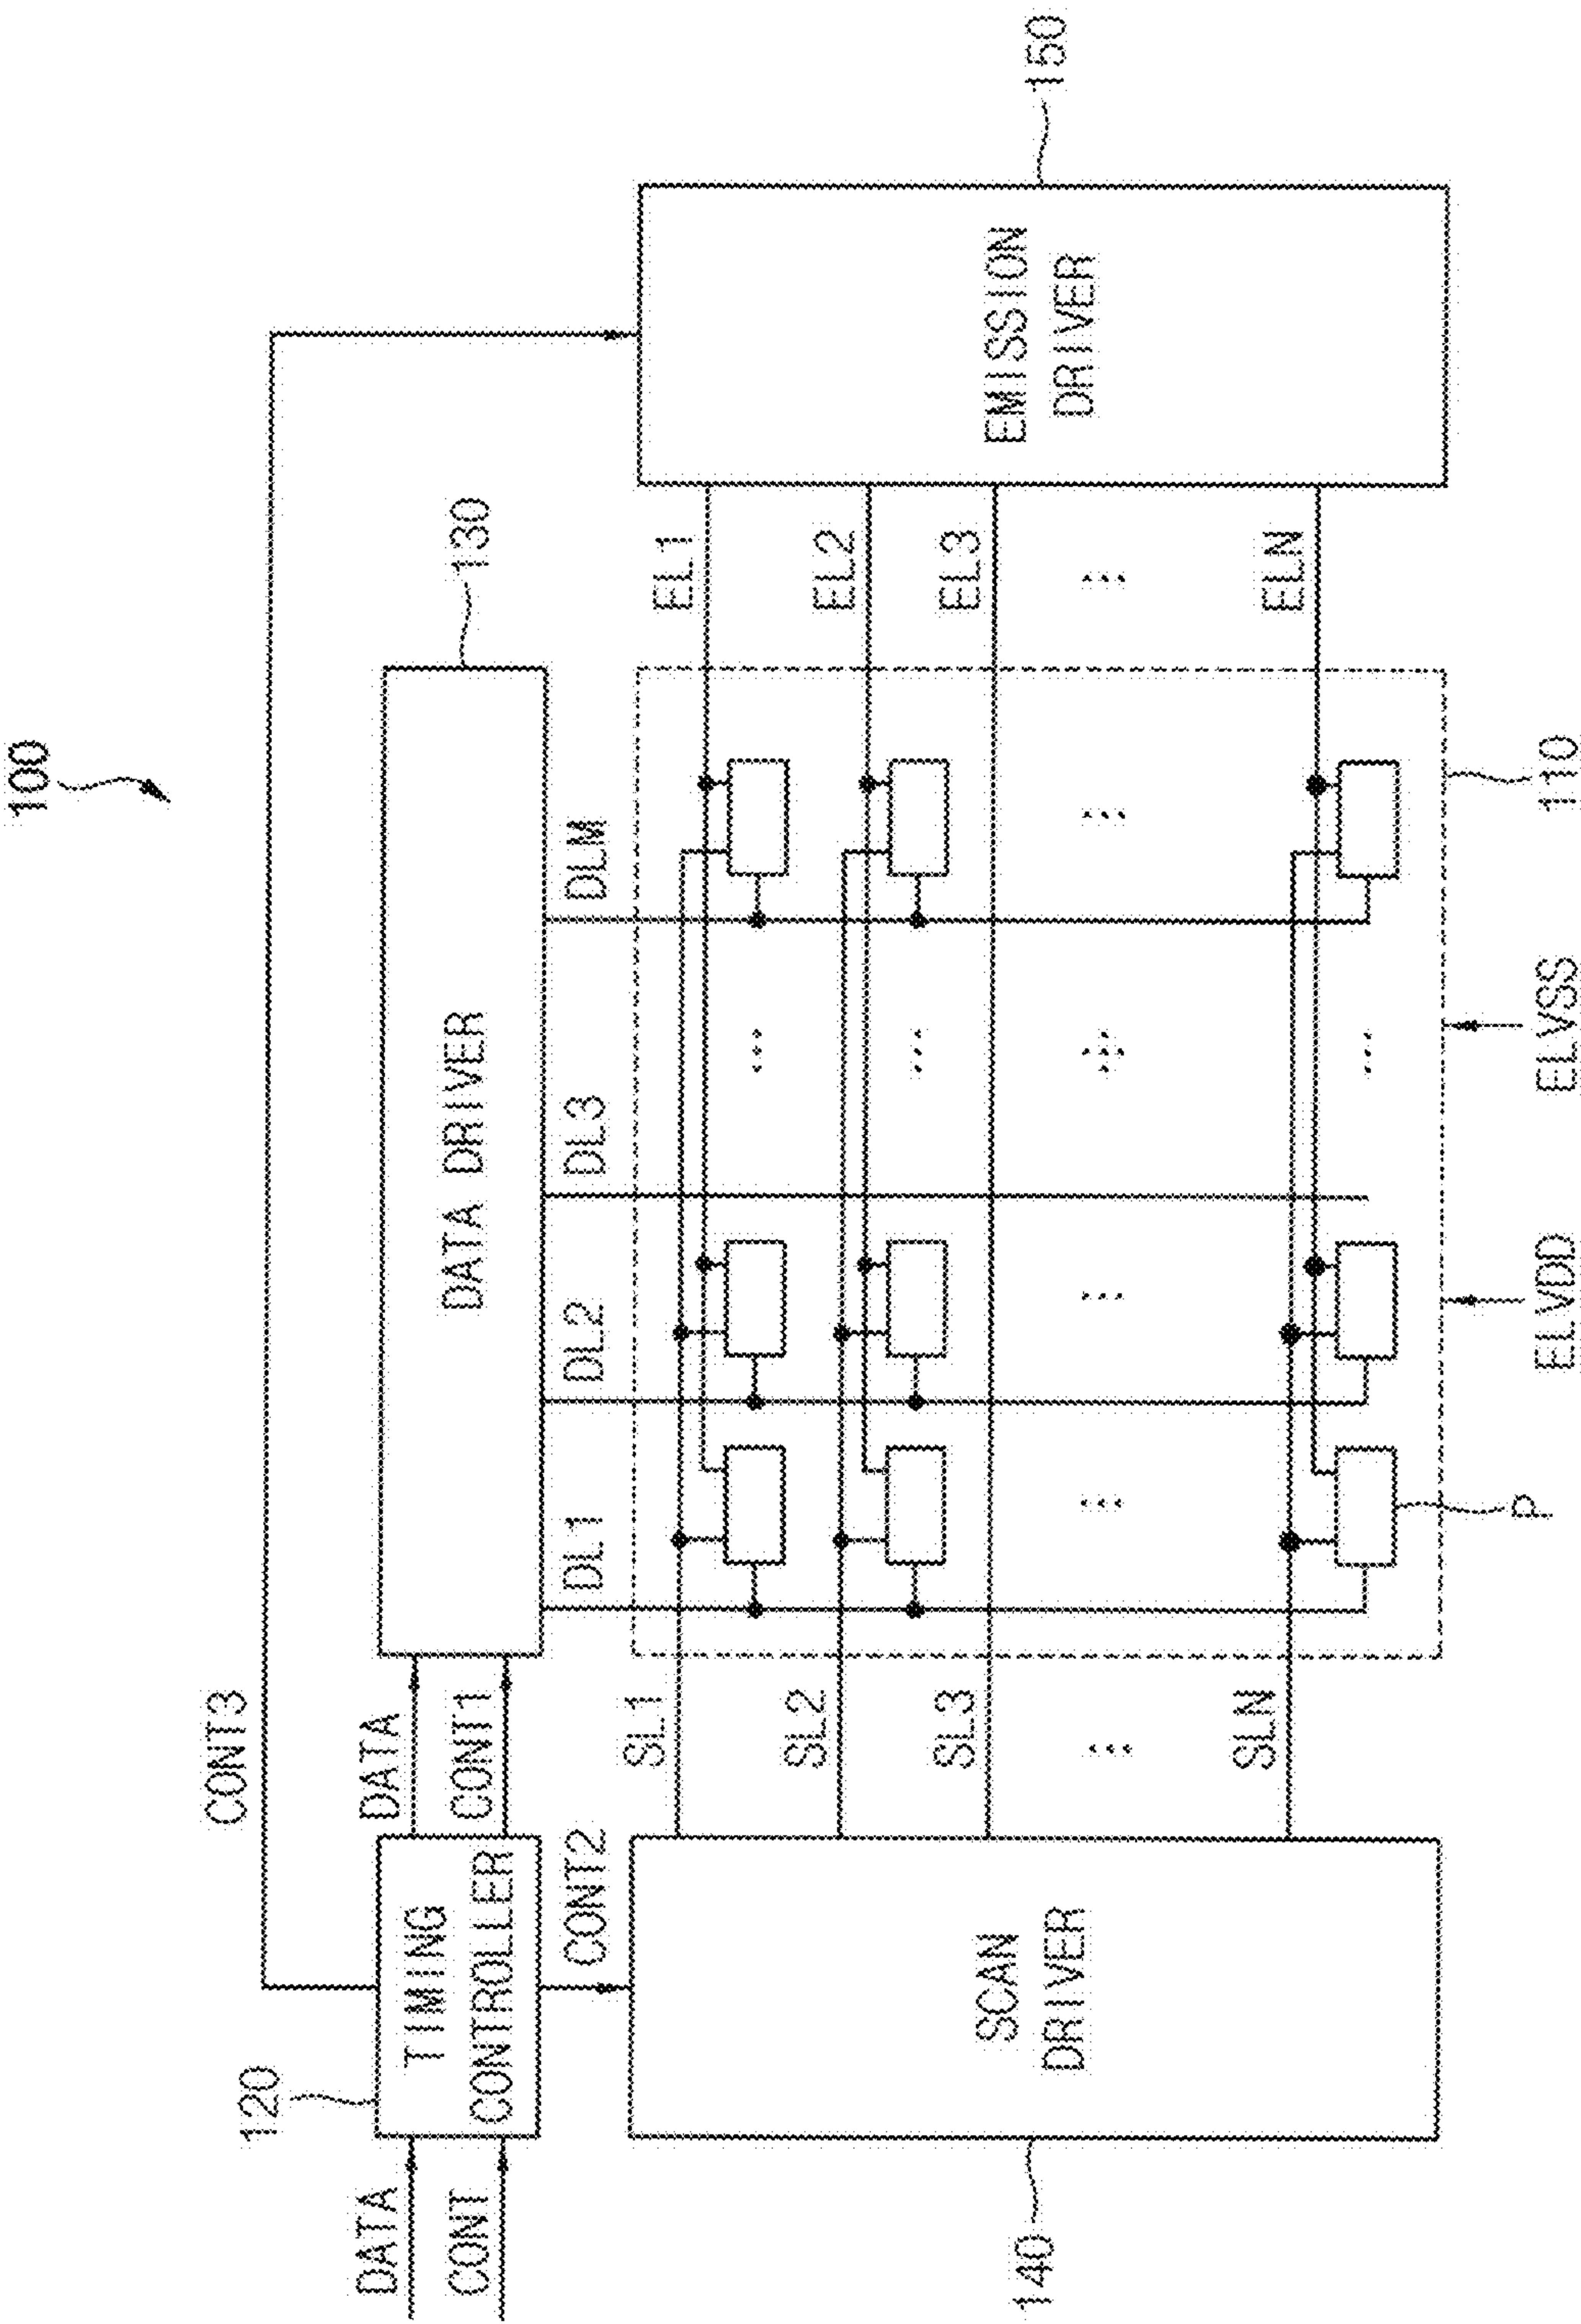 100
CONT3
120
130
DATA
DATA
CONT
TIMING
CONTROLLER
CONT1
DATA DRIVER
CONT2
DL1
DL2
DL3
DLM
150
SL1
EL1
SL2
EL2
SL3
EL3
SCAN
DRIVER
EMISSION
DRIVER
...
...
...
...
...
...
...
...
...
SLN
ELN
...
140
P
ELVDD
ELVSS
110